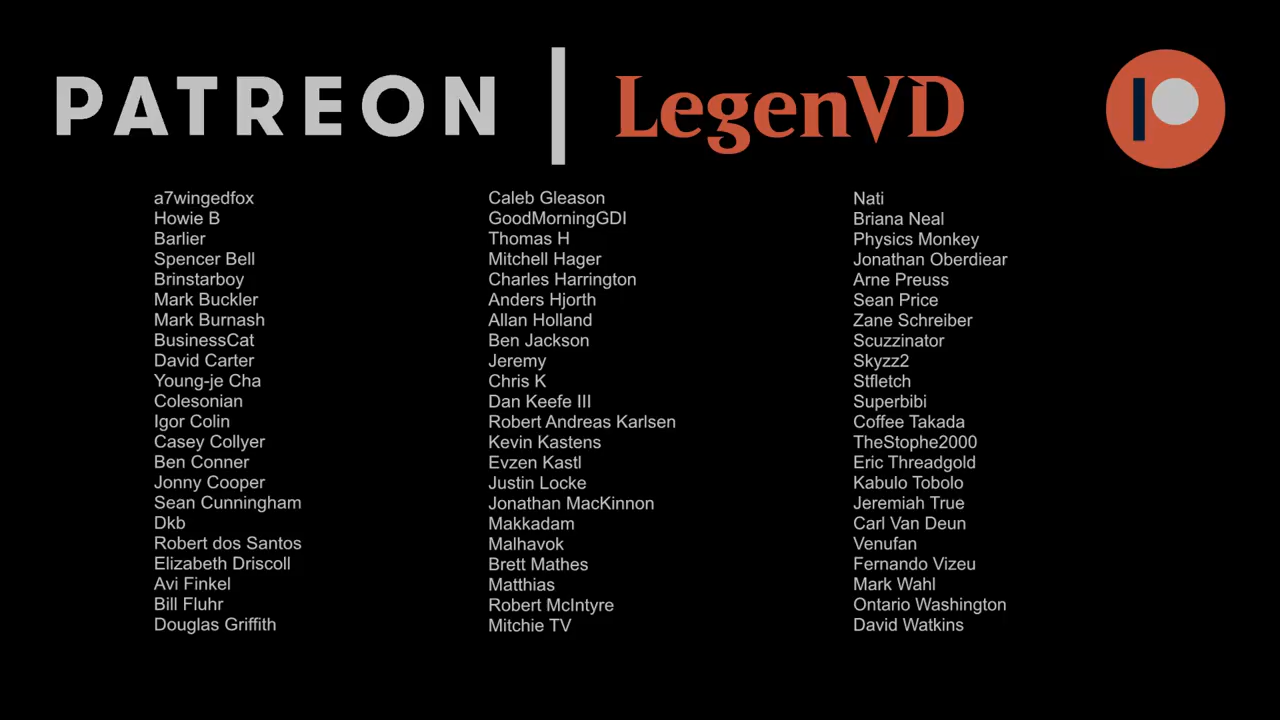 PATREON | LegenVD
a7wingedfox
Howie B
Barlier
Spencer Bell
Brinstarboy
Mark Buckler
Mark Burnash
BusinessCat
David Carter
Young-je Cha
Colesonian
Igor Colin
Casey Collyer
Ben Conner
Jonny Cooper
Sean Cunningham
Dkb
Robert dos Santos
Elizabeth Driscoll
Avi Finkel
Bill Fluhr
Douglas Griffith
Caleb Gleason
GoodMorningGDI
Thomas H
Mitchell Hager
Charles Harrington
Anders Hjorth
Allan Holland
Ben Jackson
Jeremy
Chris K
Dan Keefe III
Robert Andreas Karlsen
Kevin Kastens
Evzen Kastl
Justin Locke
Jonathan MacKinnon
Makkadam
Malhavok
Brett Mathes
Matthias
Robert McIntyre
Mitchie TV
Nati
Briana Neal
Physics Monkey
Jonathan Oberdiear
Arne Preuss
Sean Price
Zane Schreiber
Scuzzinator
Skyzz2
Stfletch
Superbibi
Coffee Takada
TheStophe2000
Eric Threadgold
Kabulo Tobolo
Jeremiah True
Carl Van Deun
Venufan
Fernando Vizeu
Mark Wahl
Ontario Washington
David Watkins